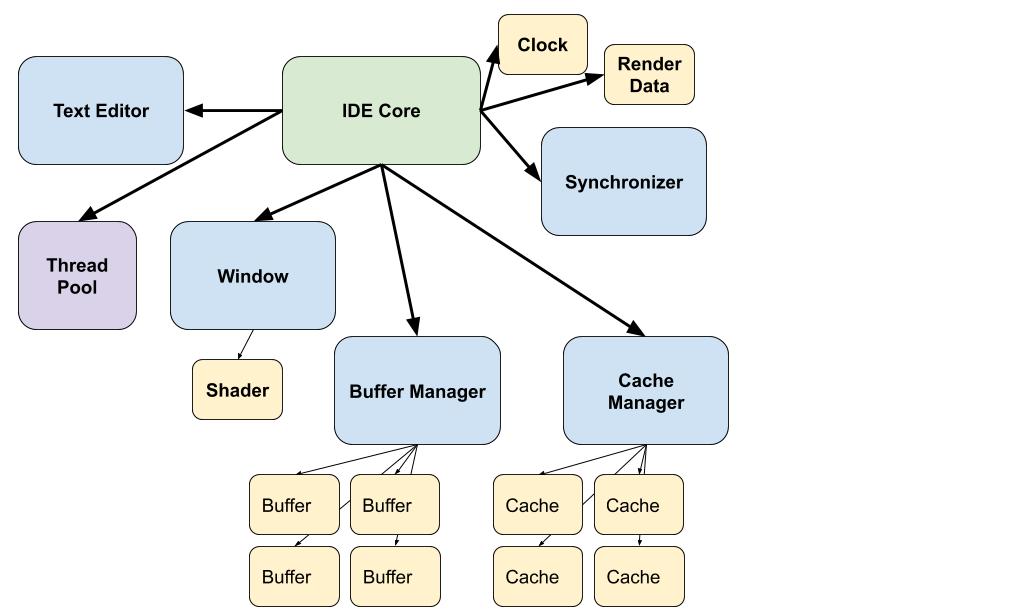 Clock
Render
Data
Text Editor
IDE Core
Synchronizer
Thread
Pool
Window
Shader
Buffer Manager
Cache
Manager
Buffer
Buffer
Cache
Cache
Buffer
Buffer
Cache
Cache